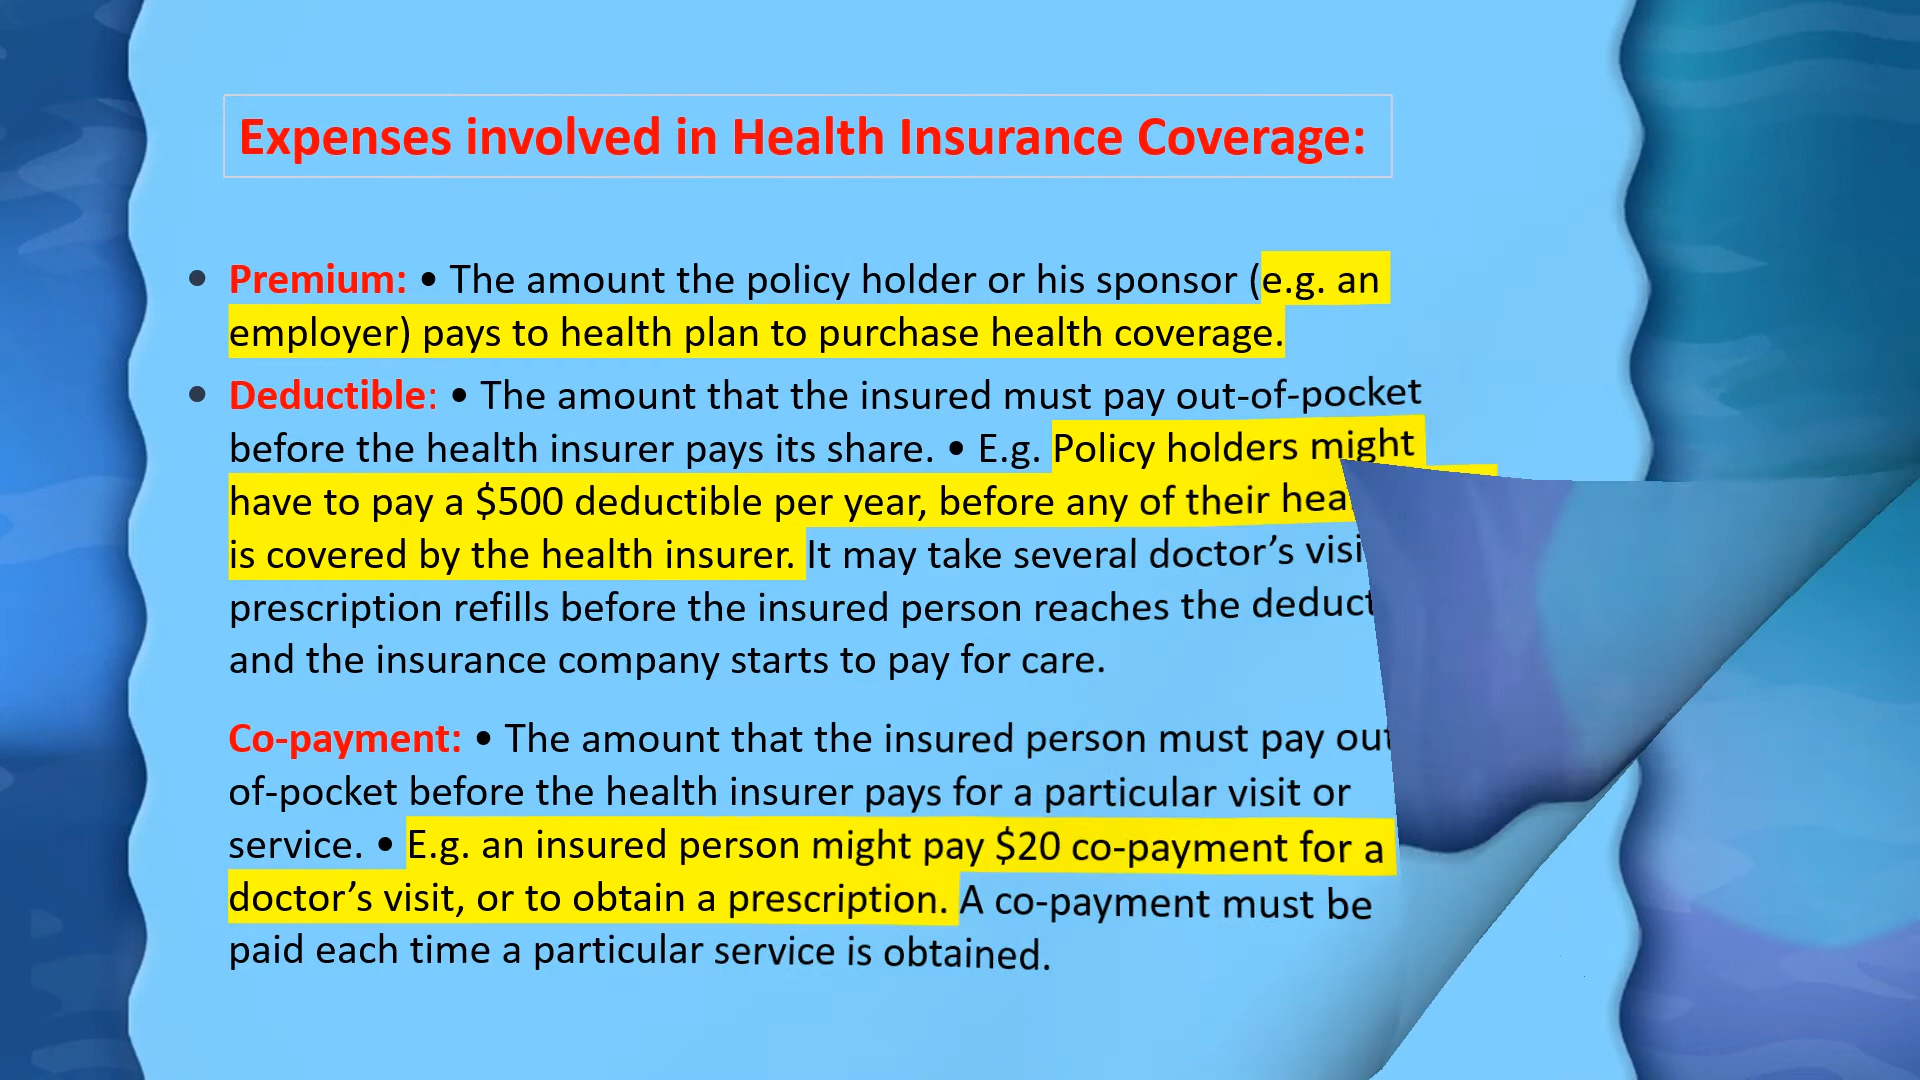 Expenses involved in Health Insurance Coverage:
• Premium: • The amount the policy holder or his sponsor (e.g. an
employer) pays to health plan to purchase health coverage.
• Deductible: • The amount that the insured must pay out-of-pocket
before the health insurer pays its share. • E.g. Policy holders might
have to pay a $500 deductible per year, before any of their
is covered by the health insurer. It may take several doctor’s
prescription refills before the insured person reaches the
and the insurance company starts to pay for care.
Co-payment: • The amount that the insured person must pay out
of-pocket before the health insurer pays for a particular visit or
service. • E.g. an insured person might pay $20 co-payment for a
doctor’s visit, or to obtain a prescription. A co-payment must be
paid each time a particular service is obtained.